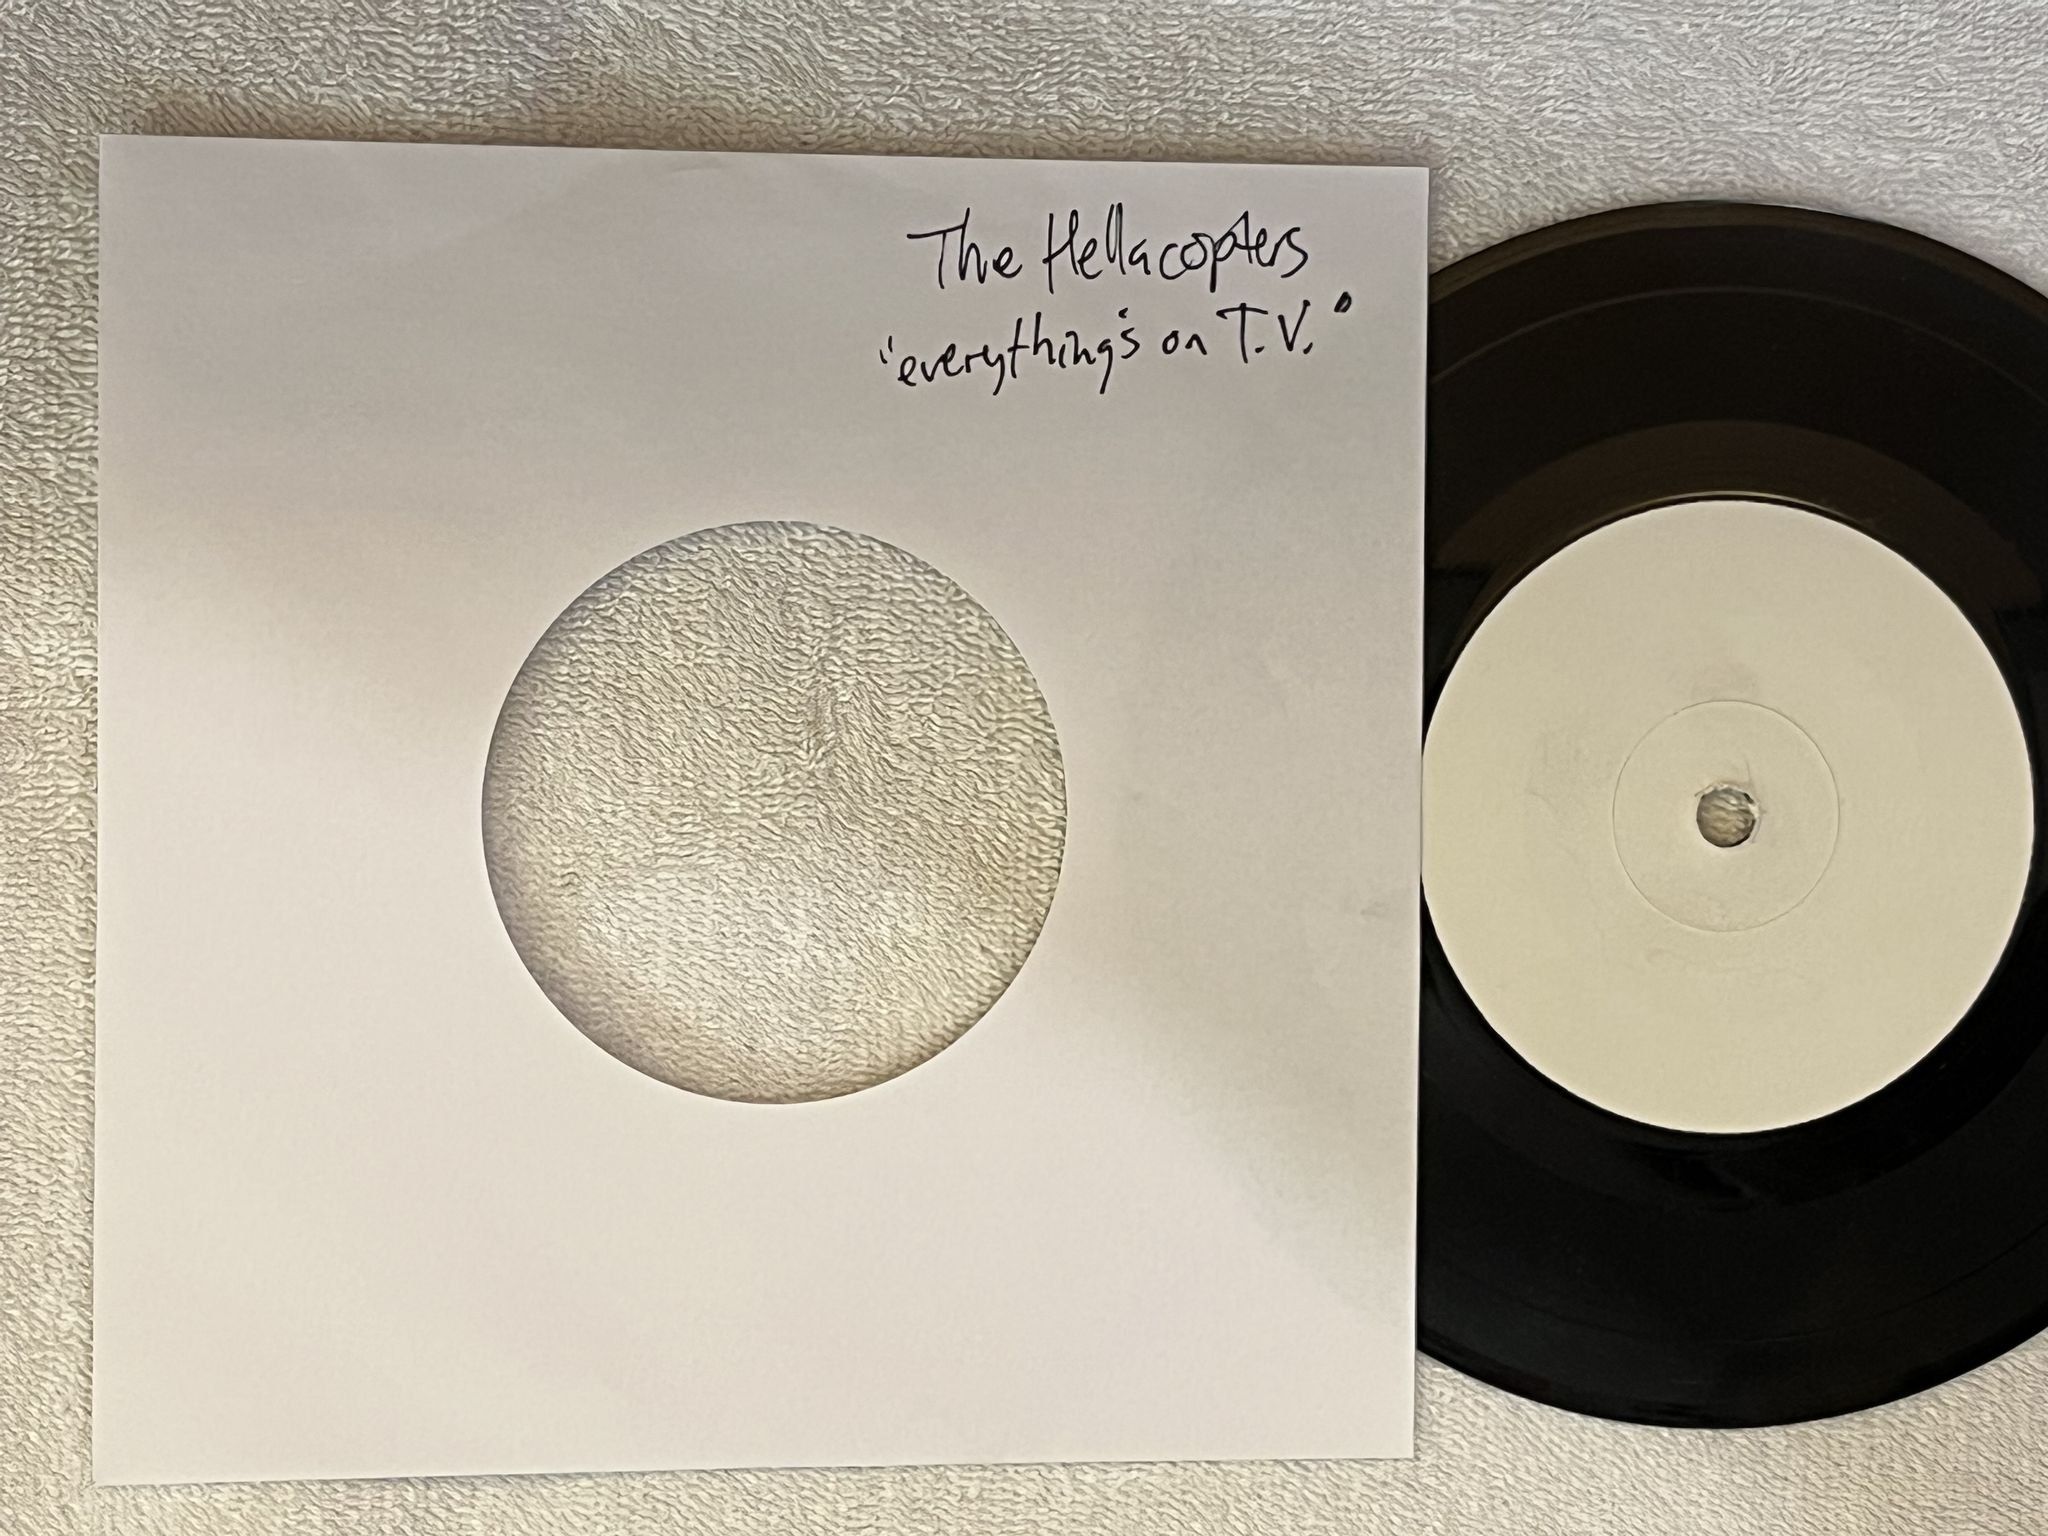 The Hellacopters
"everything's on T.V."